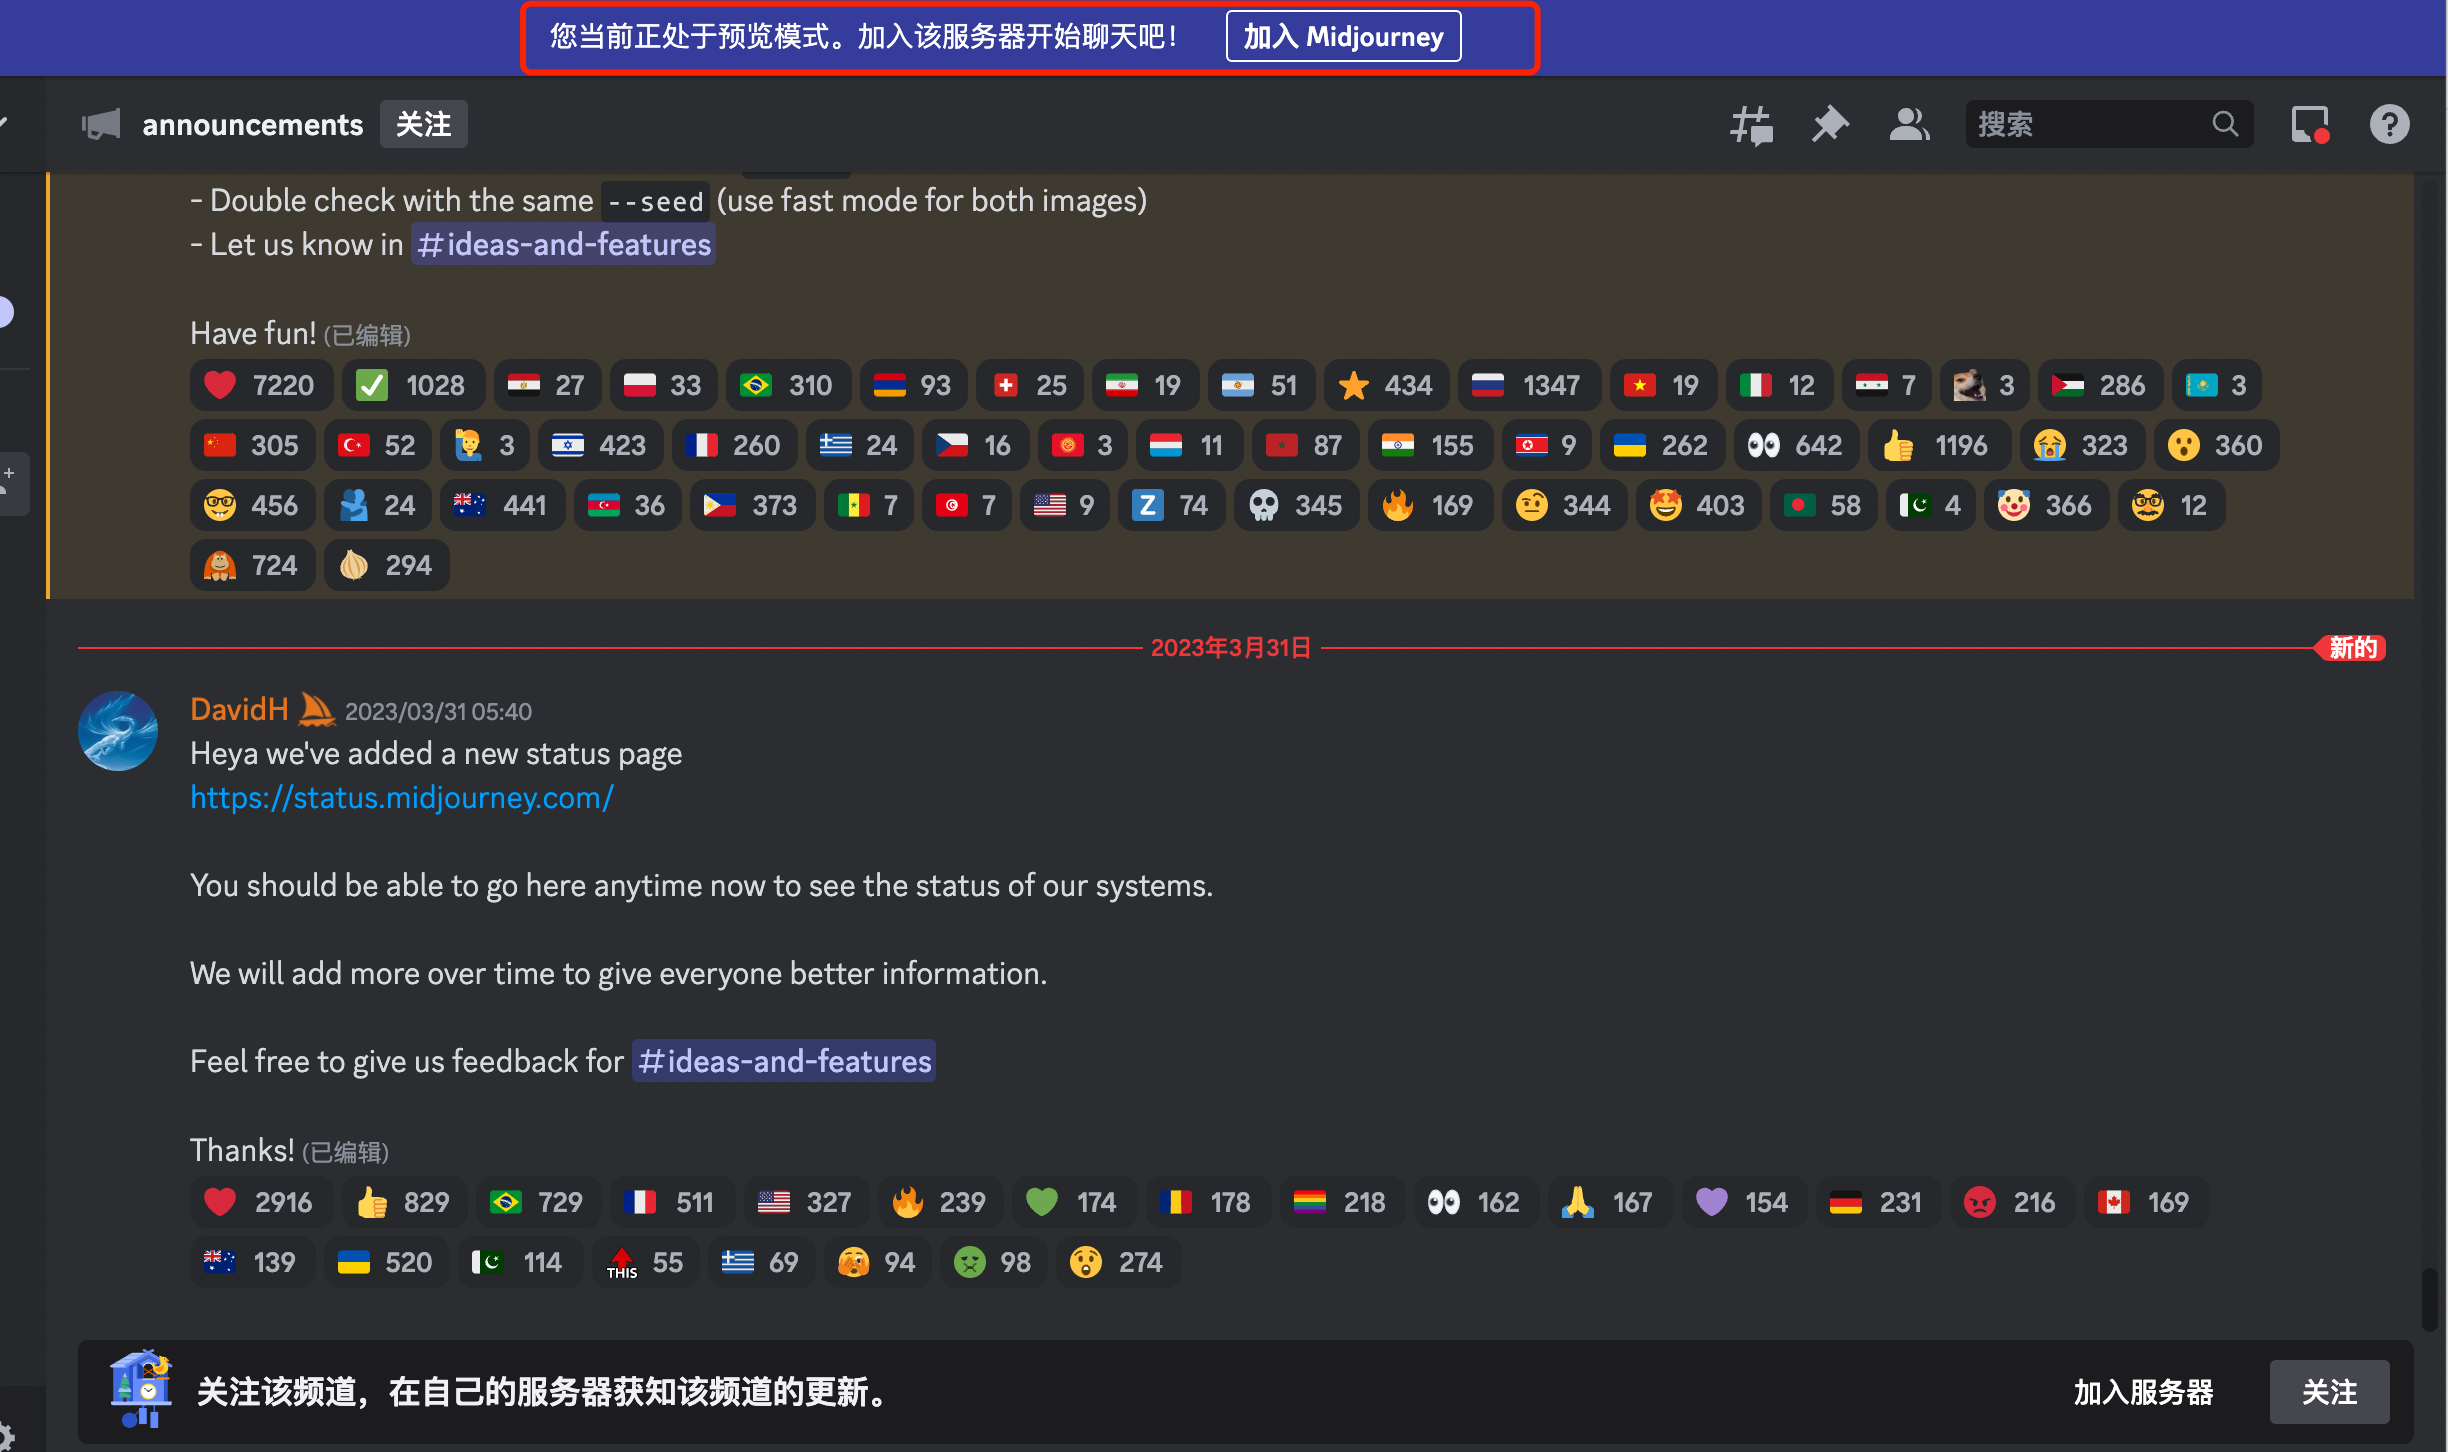 您当前正处于预览模式。加入该服务器开始聊天吧！ 加入 Midjourney
announcements 关注 搜索
- Double check with the same --seed (use fast mode for both images)
- Let us know in #ideas-and-features
Have fun! (已编辑)
7220 1028 27 33 310 93 25 19 51 434 1347 19 12 7 3 286 3
305 52 3 423 260 24 16 3 11 87 155 9 262 642 1196 323 360
456 24 441 36 373 7 7 9 Z 74 345 169 344 403 58 4 366 12
724 294
2023年3月31日 新的
DavidH 2023/03/31 05:40
Heya we've added a new status page
https://status.midjourney.com/
You should be able to go here anytime now to see the status of our systems.
We will add more over time to give everyone better information.
Feel free to give us feedback for #ideas-and-features
Thanks! (已编辑)
2916 829 729 511 327 239 174 178 218 162 167 154 231 216 169
139 520 114 THIS 55 69 94 98 274
关注该频道，在自己的服务器获知该频道的更新。 加入服务器 关注